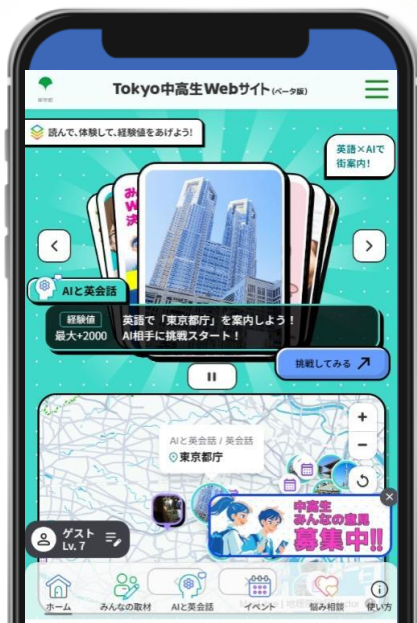 Tokyo中高生Webサイト(ベータ版)
読んで、体験して、経験値をあげよう!
英語×AIで
街案内!
AIと英会話
経験値
最大+2000
英語で「東京都庁」を案内しよう!
AI相手に挑戦スタート!
挑戦してみる
AIと英会話 / 英会話
東京都庁
+
−
中高生
みんなの意見
募集中!!
ゲスト
Lv. 7
ホーム
みんなの取材
AIと英会話
イベント
悩み相談
使い方